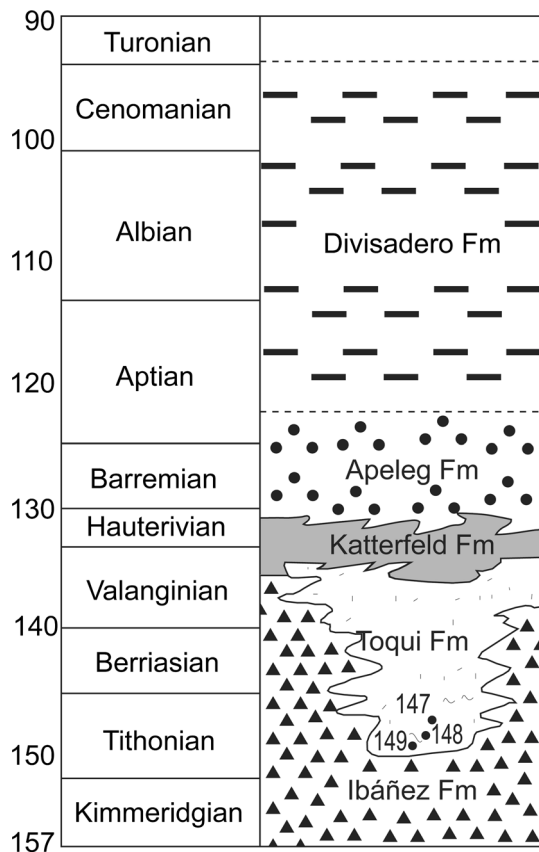 90
Turonian
Cenomanian
100
Albian
Divisadero Fm
110
Aptian
120
Apeleg Fm
Barremian
130
Hauterivian
Katterfeld Fm
Valanginian
140
Toqui Fm
Berriasian
147
148
149
Tithonian
150
Ibáñez Fm
Kimmeridgian
157